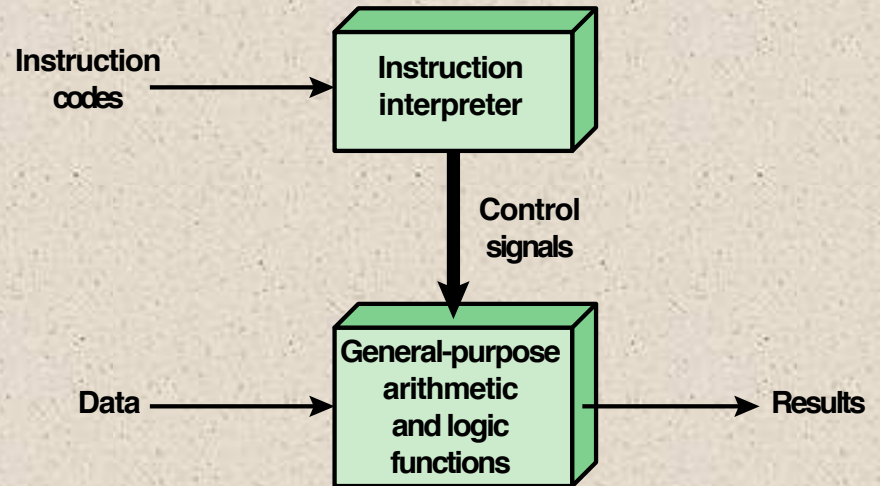 Instruction
codes
Instruction
interpreter
Control
signals
General-purpose
arithmetic
and logic
functions
Data
Results